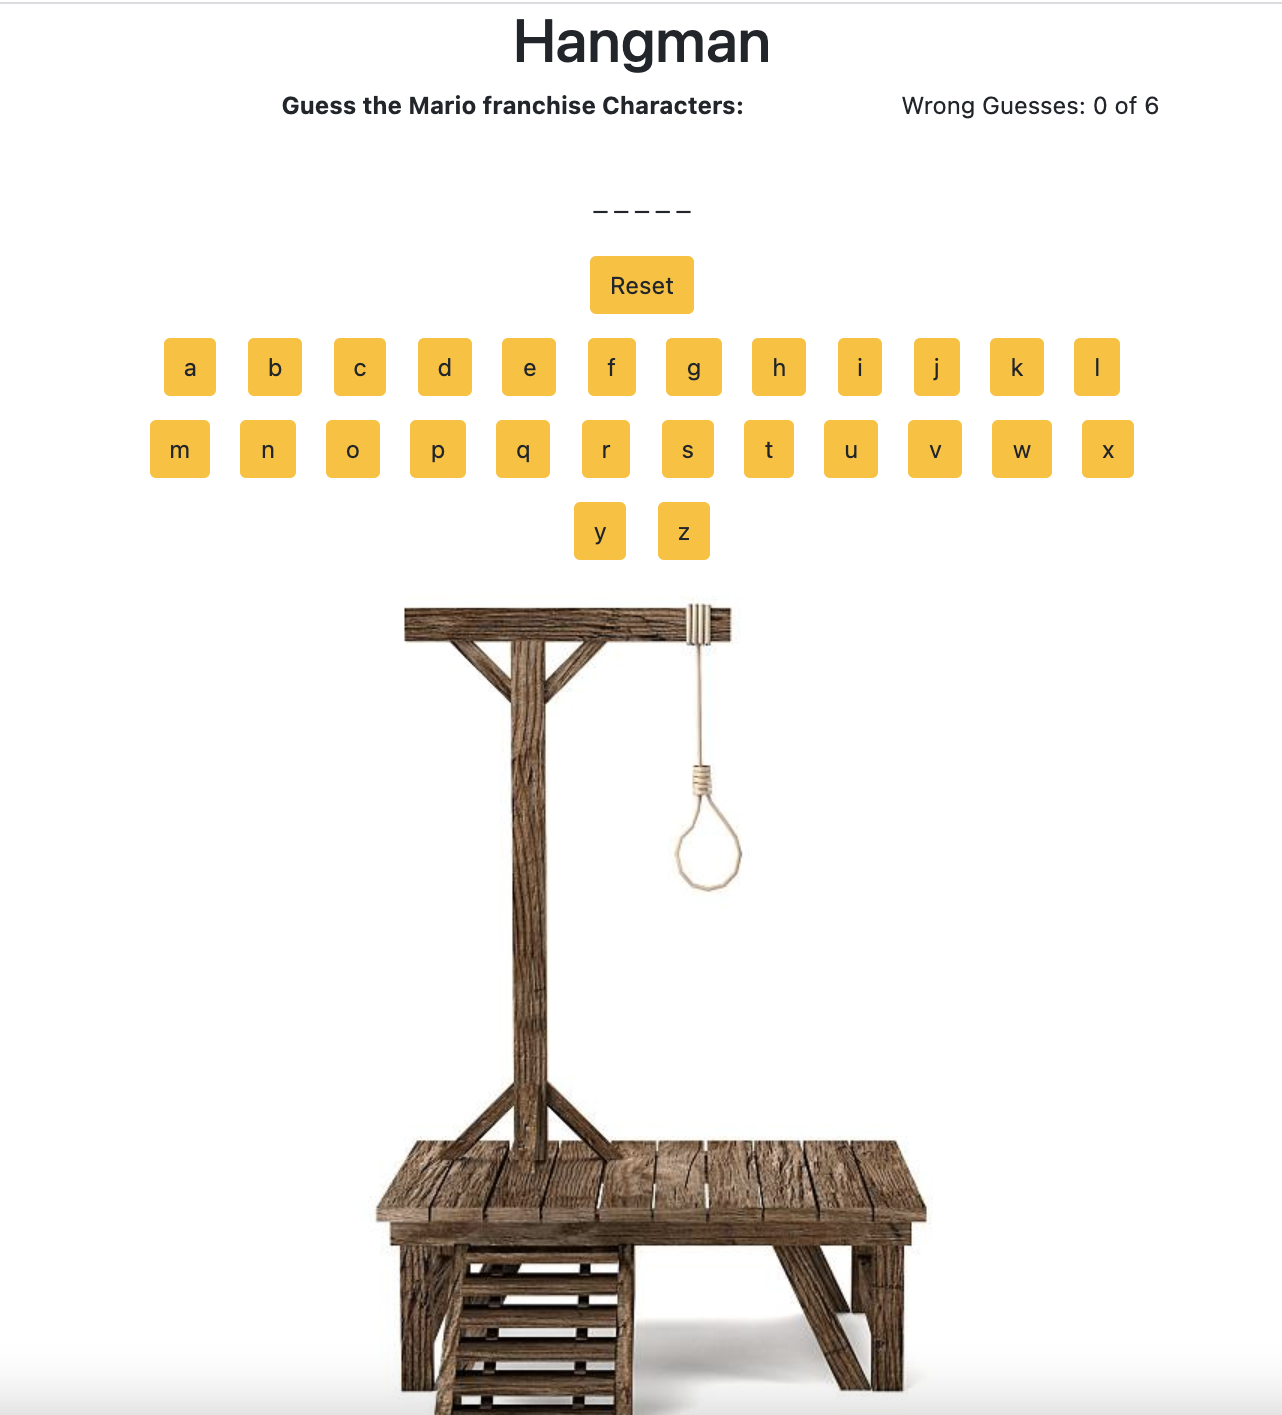 Hangman
Guess the Mario franchise Characters: Wrong Guesses: 0 of 6
_ _ _ _ _
Reset
a b c d e f g h i j k l
m n o p q r s t u v w x
y z